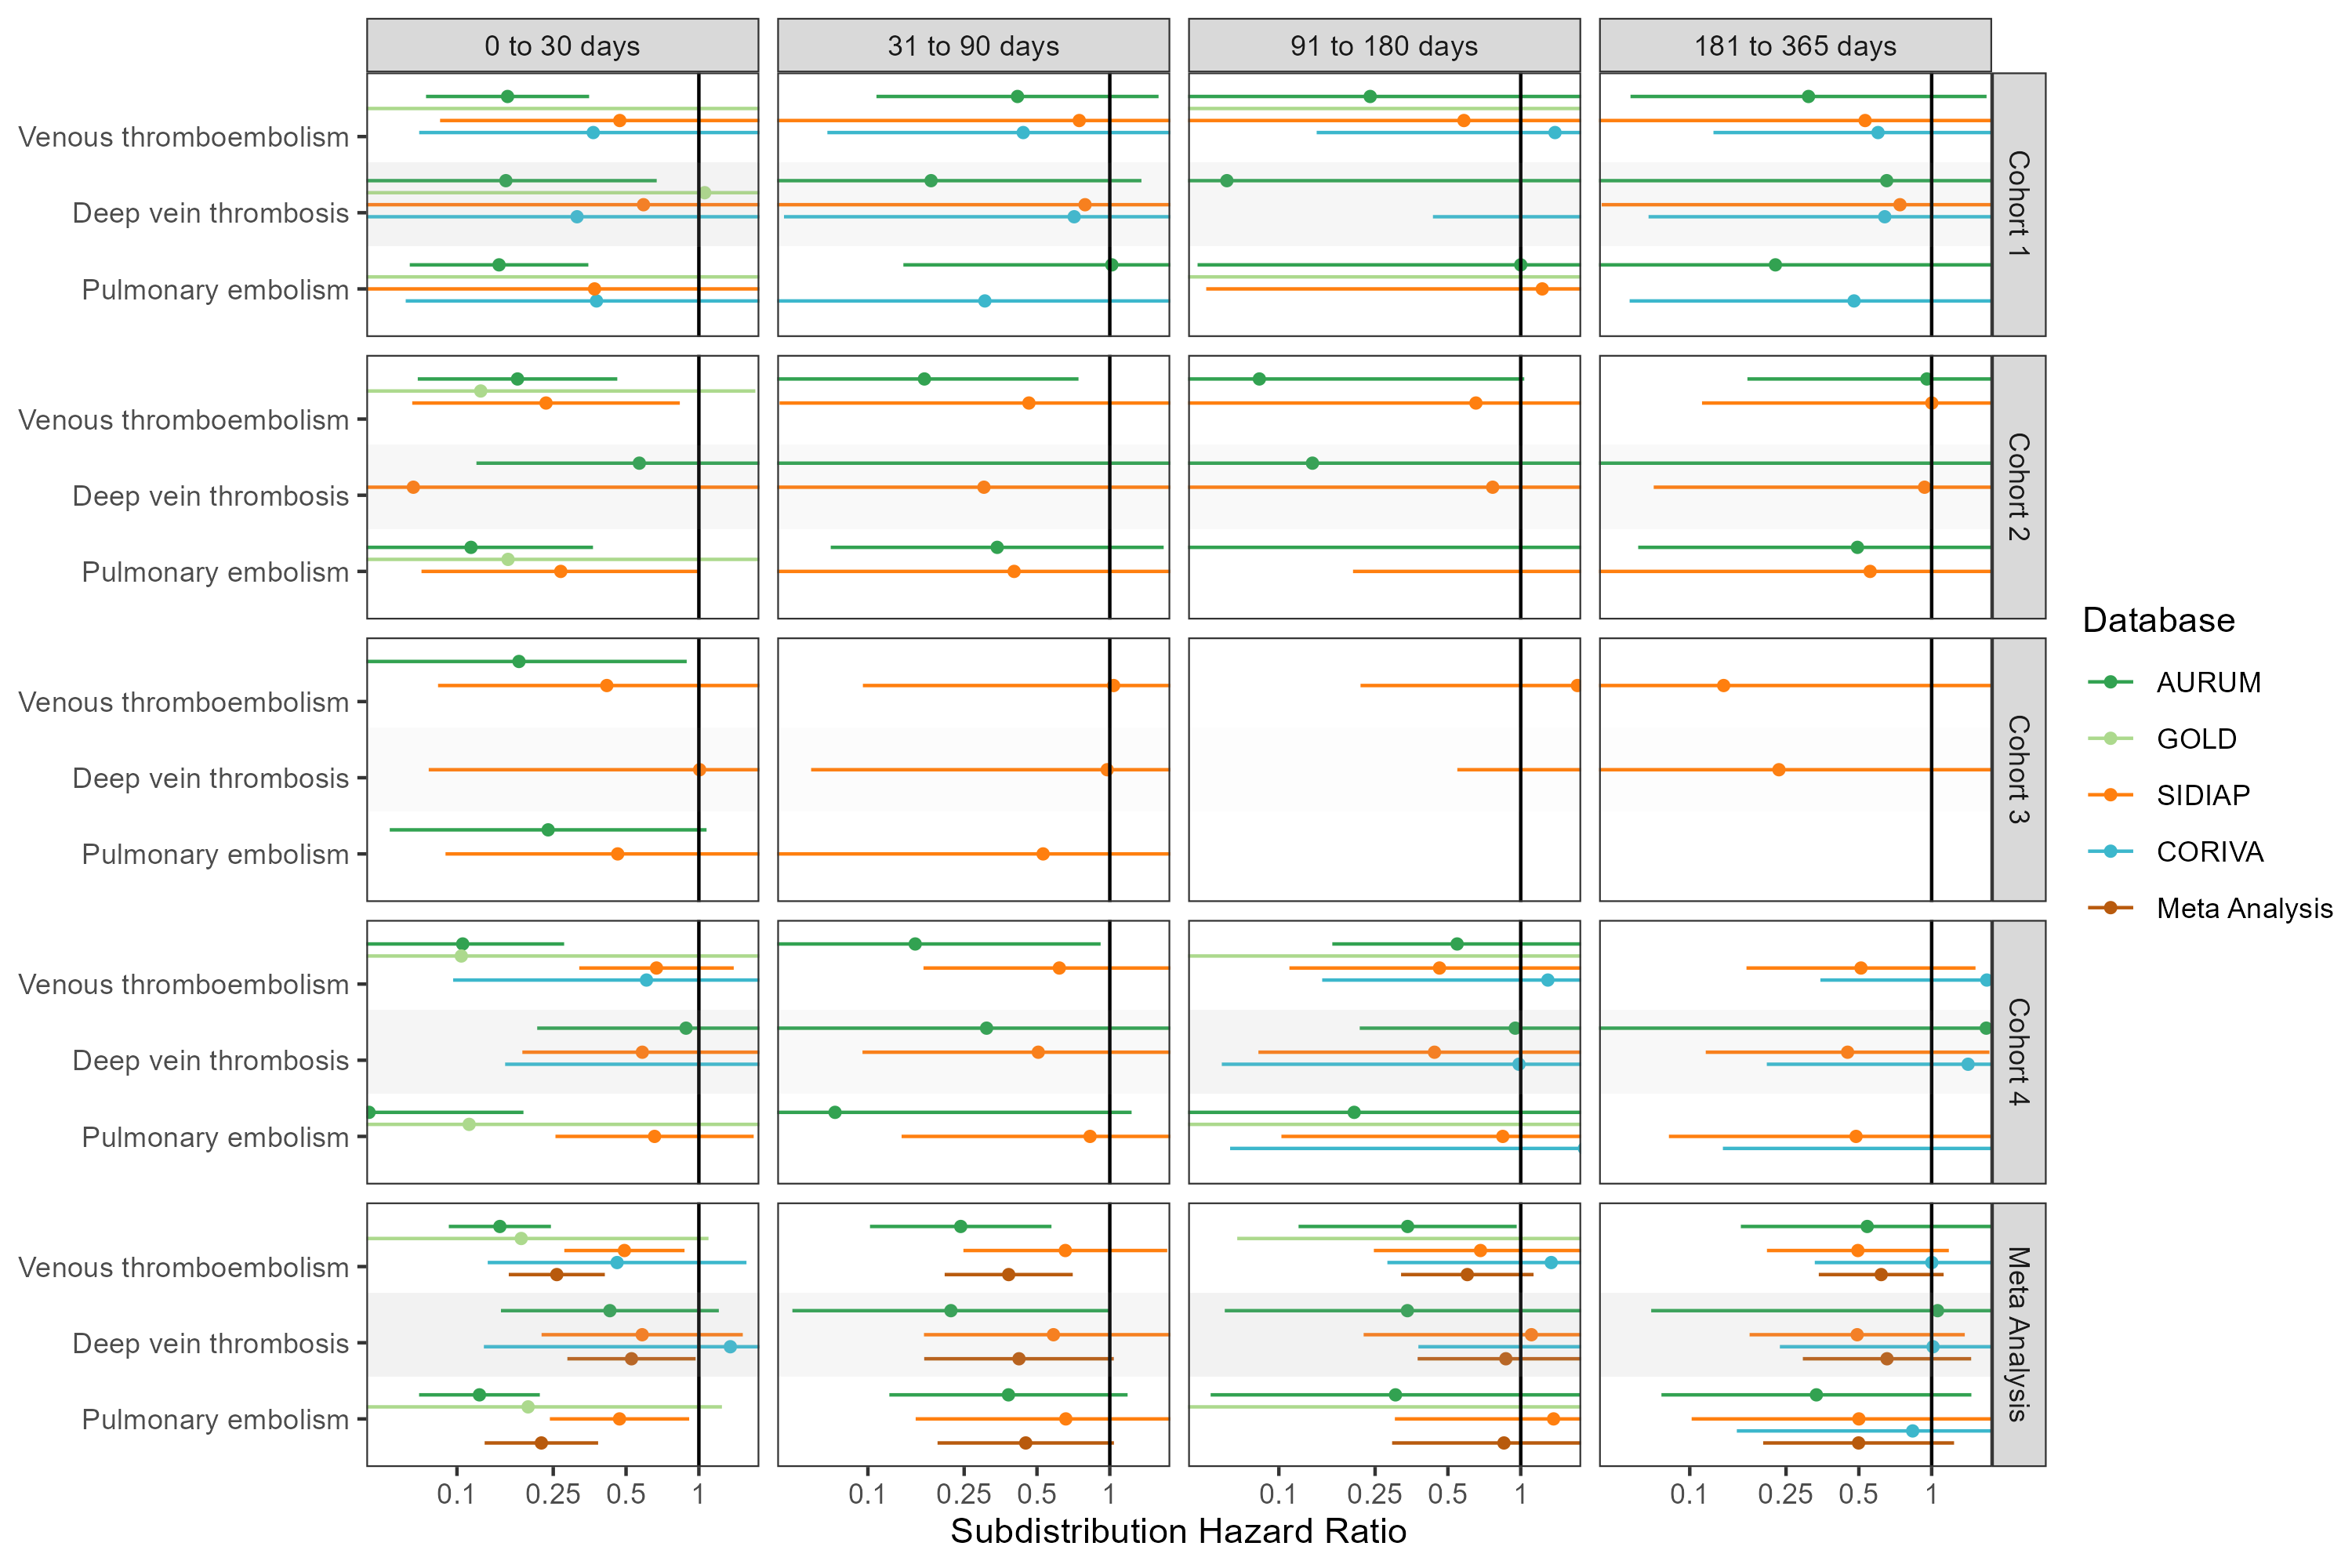 0 to 30 days
31 to 90 days
91 to 180 days
181 to 365 days
Venous thromboembolism
Deep vein thrombosis
Pulmonary embolism
Cohort 1
Venous thromboembolism
Deep vein thrombosis
Pulmonary embolism
Cohort 2
Venous thromboembolism
Deep vein thrombosis
Pulmonary embolism
Cohort 3
Venous thromboembolism
Deep vein thrombosis
Pulmonary embolism
Cohort 4
Venous thromboembolism
Deep vein thrombosis
Pulmonary embolism
Meta Analysis
0.1 0.25 0.5 1
0.1 0.25 0.5 1
0.1 0.25 0.5 1
0.1 0.25 0.5 1
Subdistribution Hazard Ratio
Database
AURUM
GOLD
SIDIAP
CORIVA
Meta Analysis